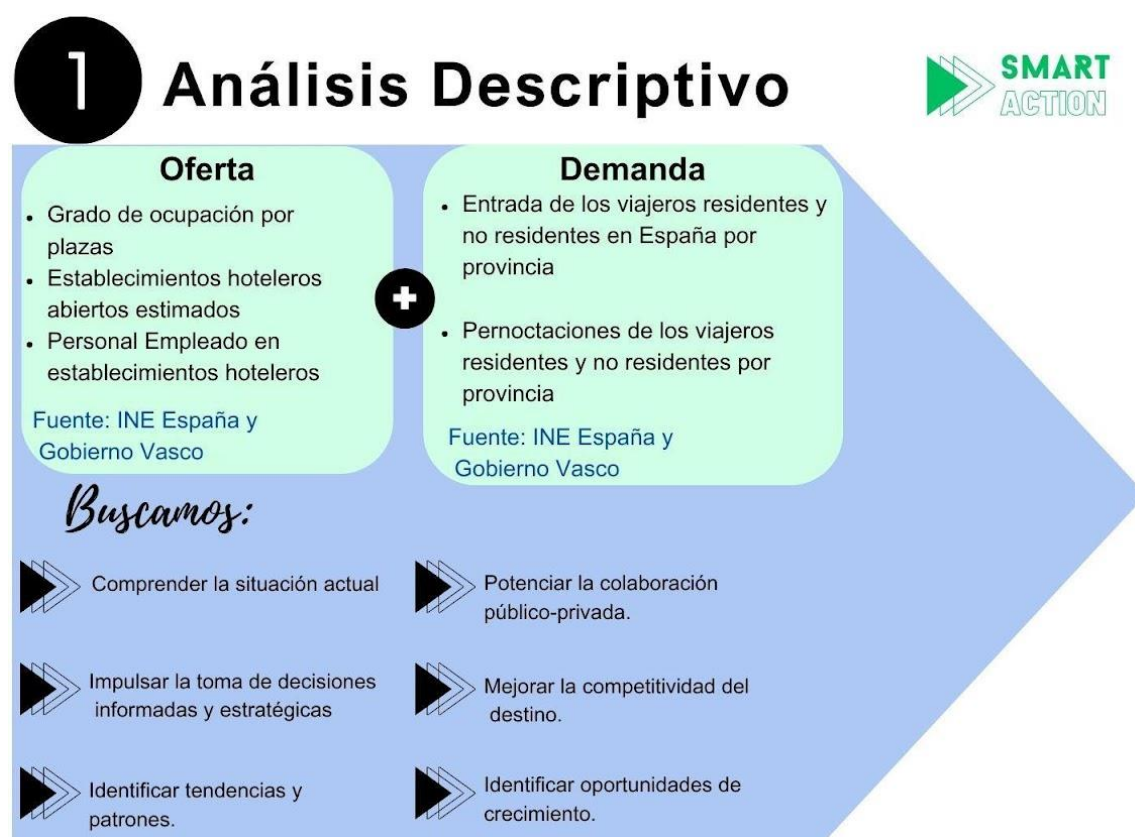 1 Análisis Descriptivo
SMART
ACTION
Oferta
• Grado de ocupación por
plazas
• Establecimientos hoteleros
abiertos estimados
• Personal Empleado en
establecimientos hoteleros
Fuente: INE España y
Gobierno Vasco
+
Demanda
• Entrada de los viajeros residentes y
no residentes en España por
provincia
• Pernoctaciones de los viajeros
residentes y no residentes por
provincia
Fuente: INE España y
Gobierno Vasco
Buscamos:
Comprender la situación actual
Impulsar la toma de decisiones
informadas y estratégicas
Identificar tendencias y
patrones.
Potenciar la colaboración
público-privada.
Mejorar la competitividad del
destino.
Identificar oportunidades de
crecimiento.